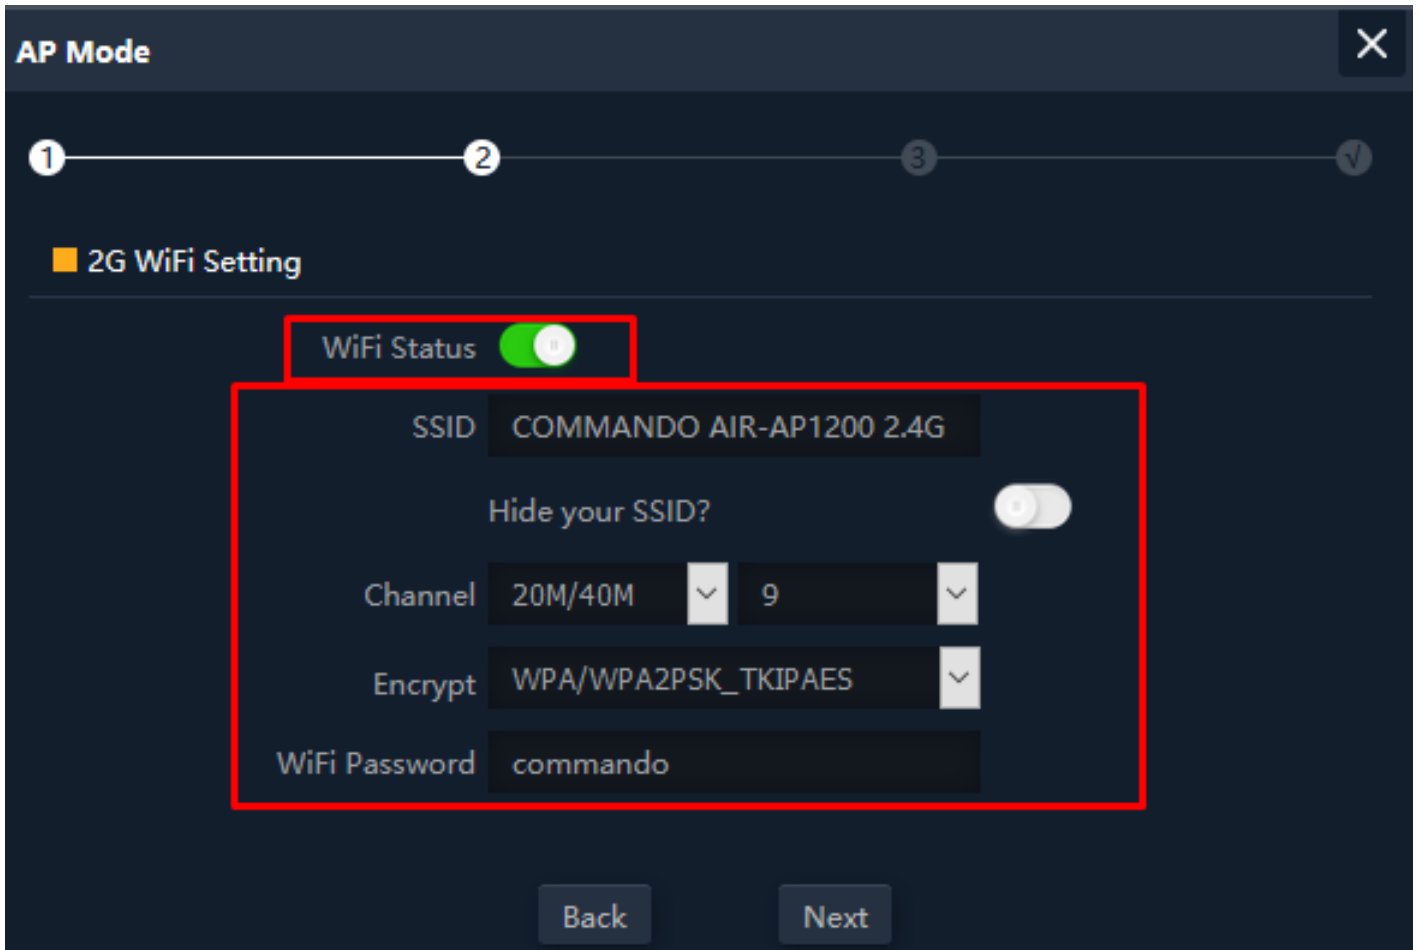 AP Mode
1 2 3 √
2G WiFi Setting
WiFi Status
SSID COMMANDO AIR-AP1200 2.4G
Hide your SSID?
Channel 20M/40M 9
Encrypt WPA/WPA2PSK_TKIPAES
WiFi Password commando
Back Next